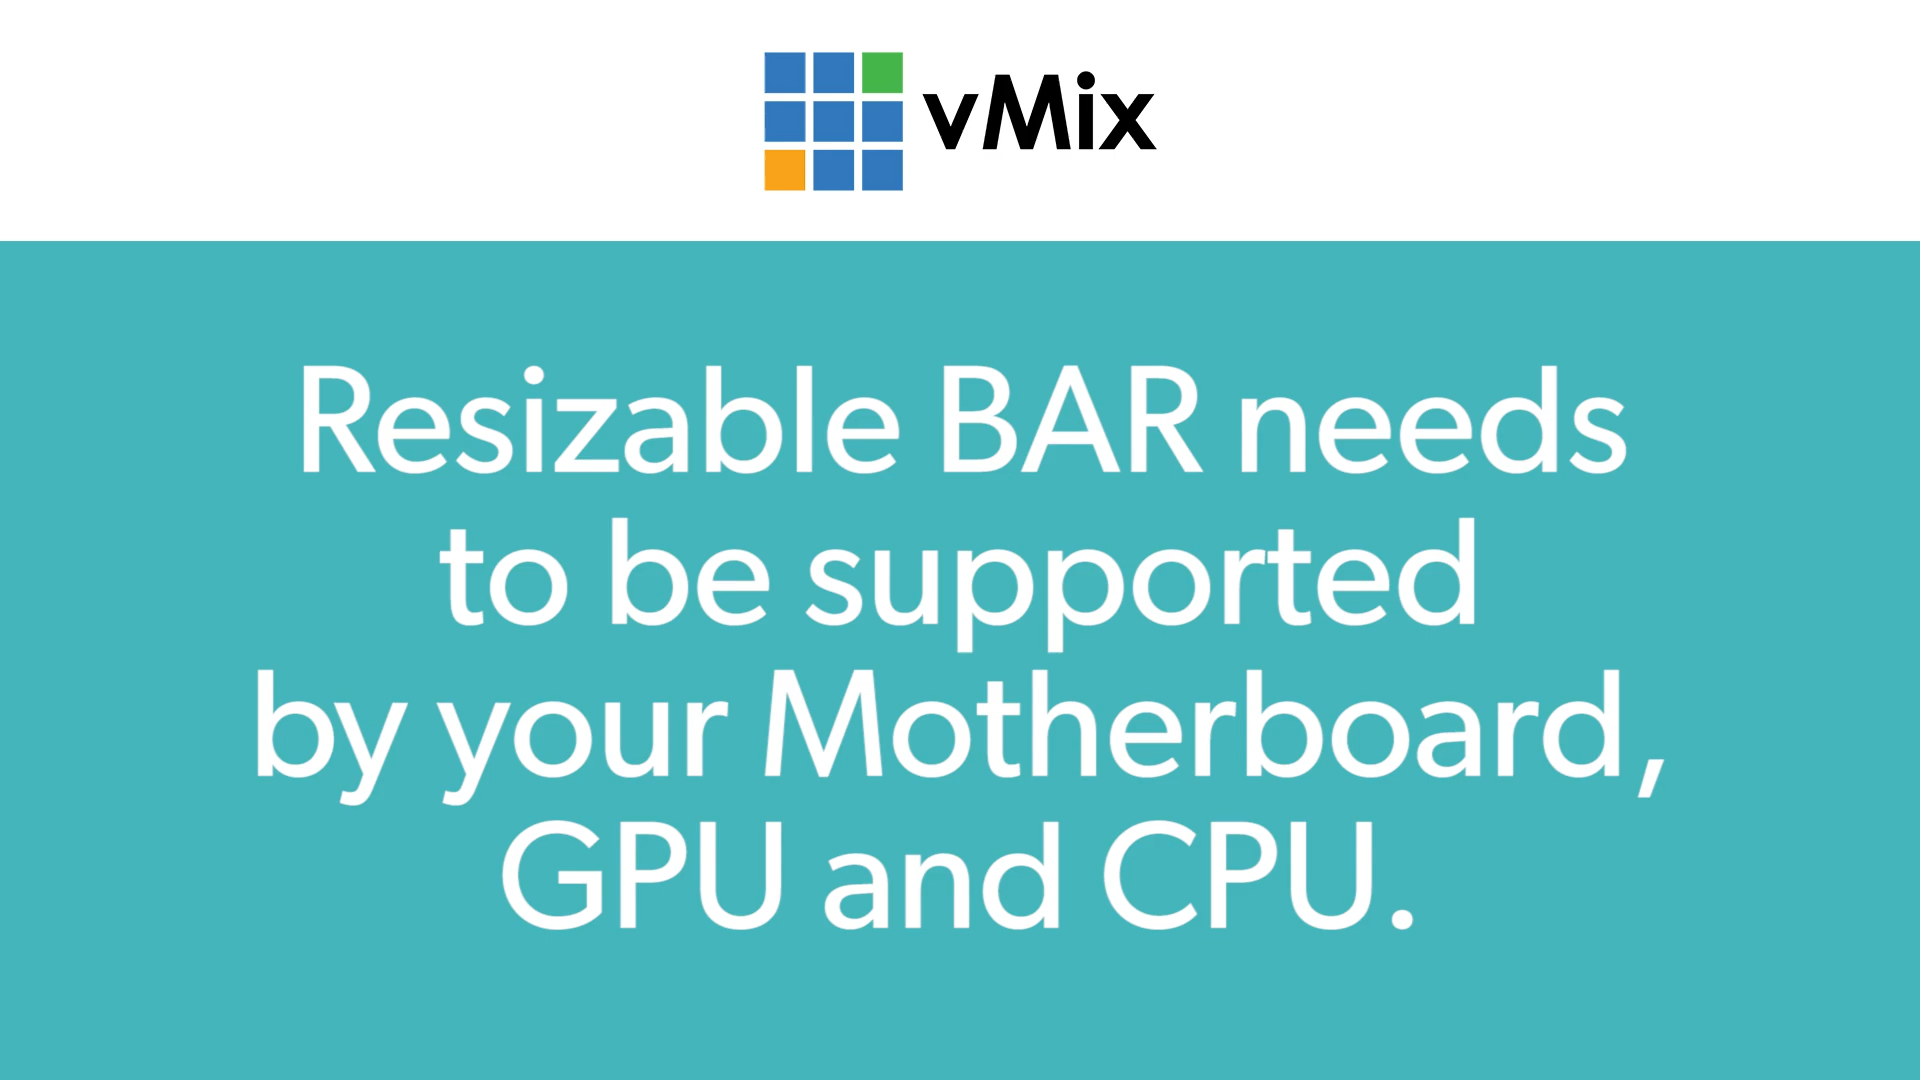 vMix
Resizable BAR needs
to be supported
by your Motherboard,
GPU and CPU.